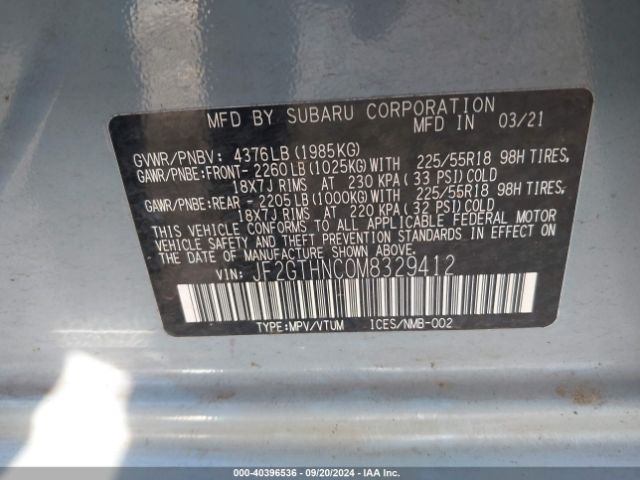 MFD BY SUBARU CORPORATION
MFD IN 03/21
GVWR/PNBV: 4376LB(1985KG)
GAWR/PNBE:FRONT- 2260LB(1025KG)WITH 225/55R18 98H TIRES,
18X7J RIMS AT 230 KPA(33 PSI)COLD
GAWR/PNBE:REAR - 2205LB(1000KG)WITH 225/55R18 98H TIRES,
18X7J RIMS AT 220 KPA(32 PSI)COLD
THIS VEHICLE CONFORMS TO ALL APPLICABLE FEDERAL MOTOR
VEHICLE SAFETY AND THEFT PREVENTION STANDARDS IN EFFECT ON
THE DATE OF MANUFACTURE SHOWN ABOVE.
VIN: JF2GTHNC0M8329412
TYPE:MPV/VTUM ICES/NMB-002
000-40396536 - 09/20/2024 - IAA Inc.